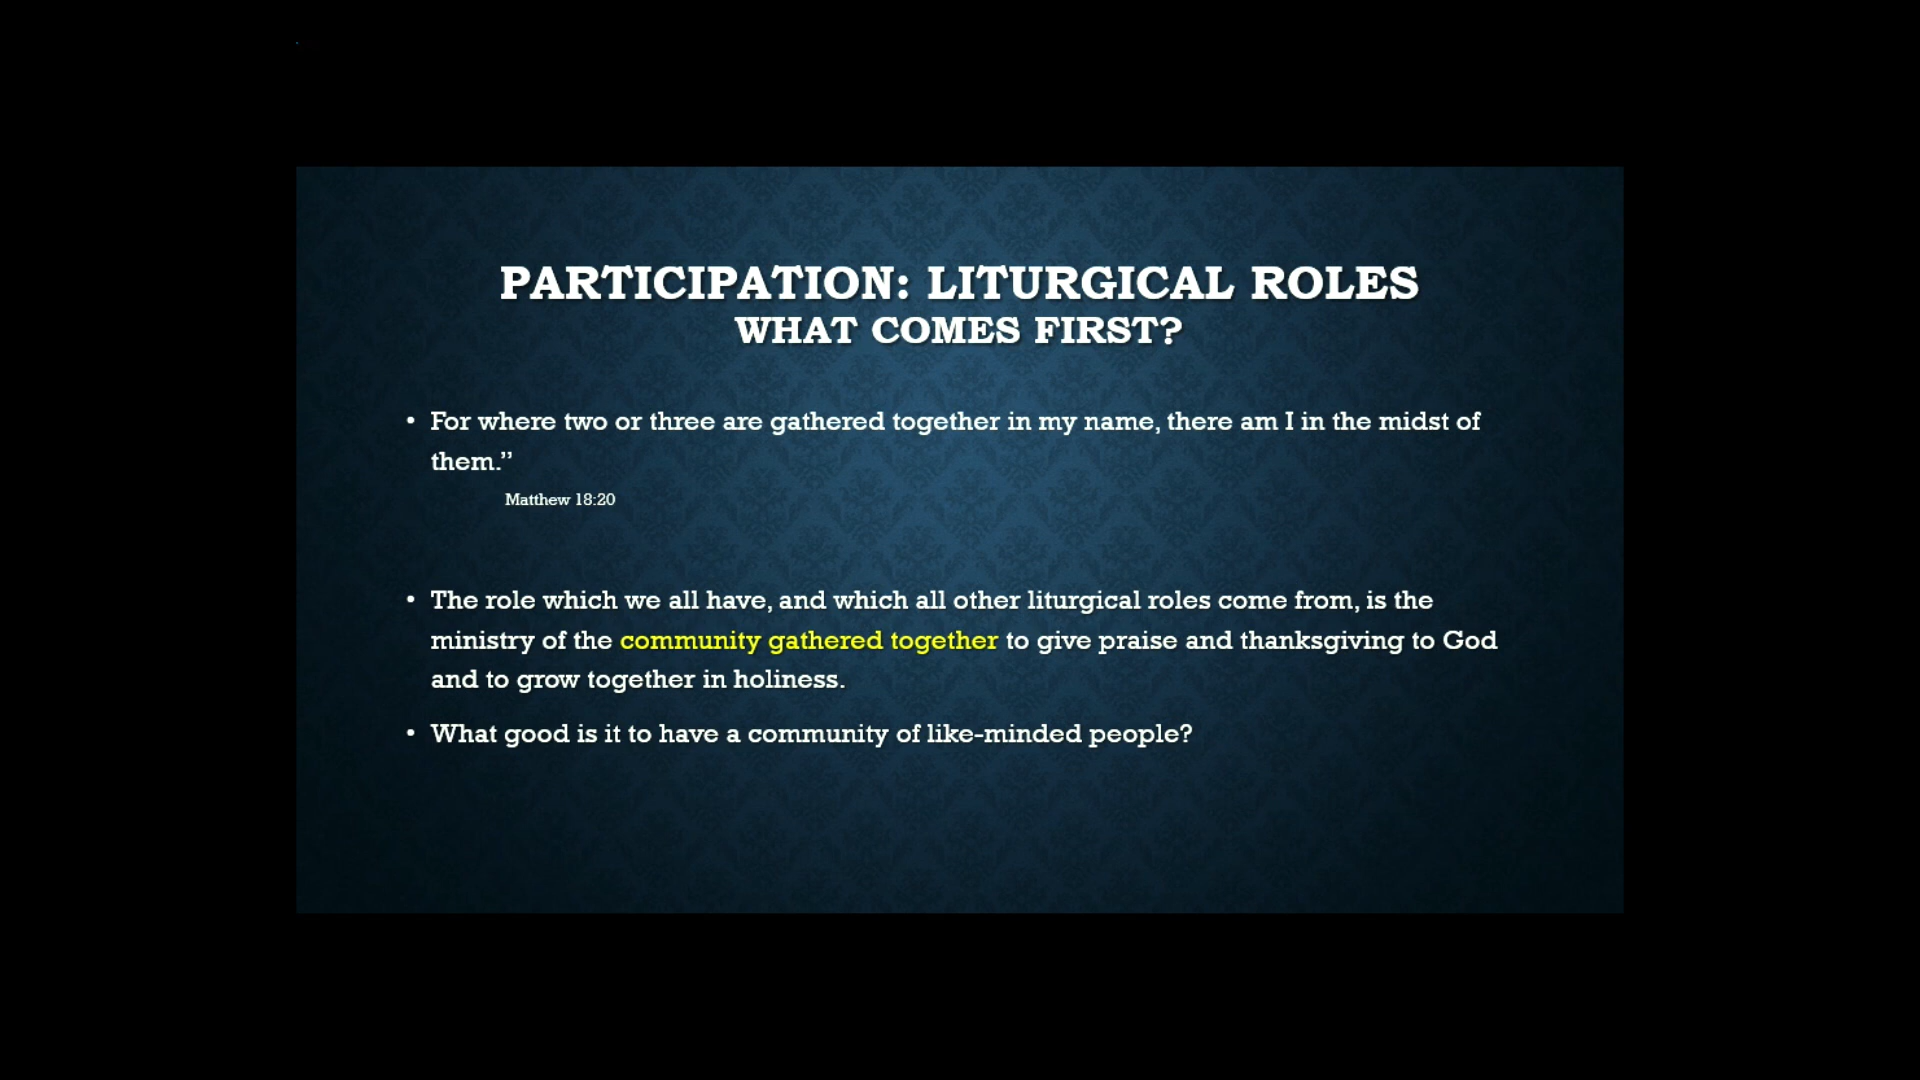 PARTICIPATION: LITURGICAL ROLES
WHAT COMES FIRST?
• For where two or three are gathered together in my name, there am I in the midst of
them.”
Matthew 18:20
• The role which we all have, and which all other liturgical roles come from, is the
ministry of the community gathered together to give praise and thanksgiving to God
and to grow together in holiness.
• What good is it to have a community of like-minded people?